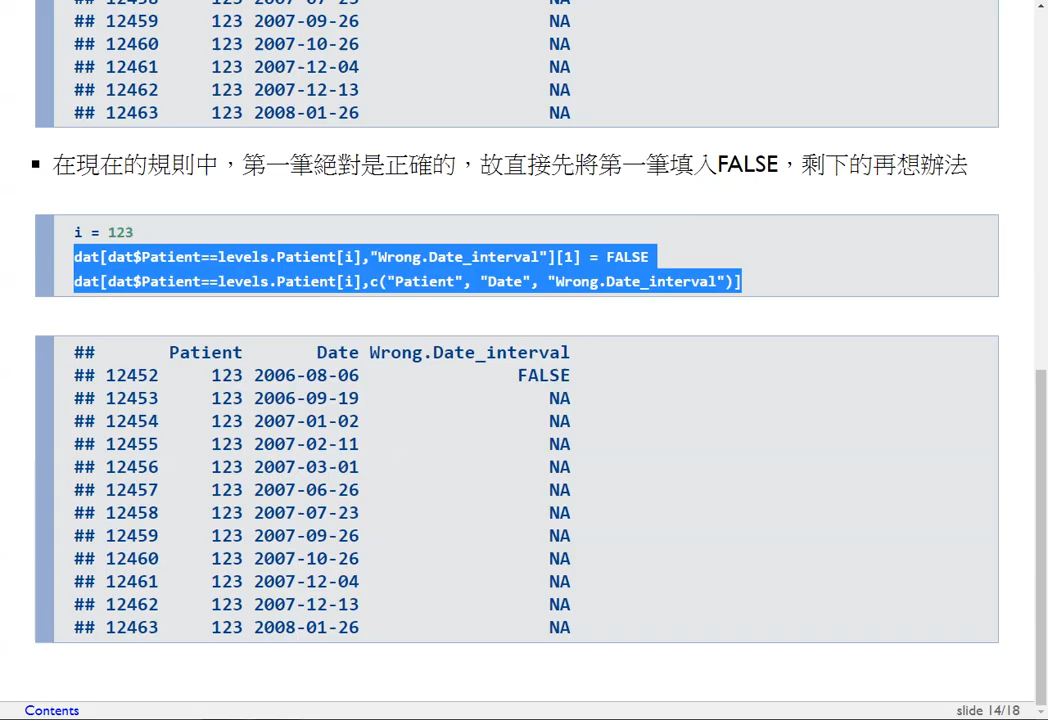 ## 12459     123 2007-09-26                  NA
## 12460     123 2007-10-26                  NA
## 12461     123 2007-12-04                  NA
## 12462     123 2007-12-13                  NA
## 12463     123 2008-01-26                  NA
▪ 在現在的規則中，第一筆絕對是正確的，故直接先將第一筆填入FALSE，剩下的再想辦法
i = 123
dat[dat$Patient==levels.Patient[i],"Wrong.Date_interval"][1] = FALSE
dat[dat$Patient==levels.Patient[i],c("Patient", "Date", "Wrong.Date_interval")]
##       Patient       Date Wrong.Date_interval
## 12452     123 2006-08-06               FALSE
## 12453     123 2006-09-19                  NA
## 12454     123 2007-01-02                  NA
## 12455     123 2007-02-11                  NA
## 12456     123 2007-03-01                  NA
## 12457     123 2007-06-26                  NA
## 12458     123 2007-07-23                  NA
## 12459     123 2007-09-26                  NA
## 12460     123 2007-10-26                  NA
## 12461     123 2007-12-04                  NA
## 12462     123 2007-12-13                  NA
## 12463     123 2008-01-26                  NA
Contents
slide 14/18